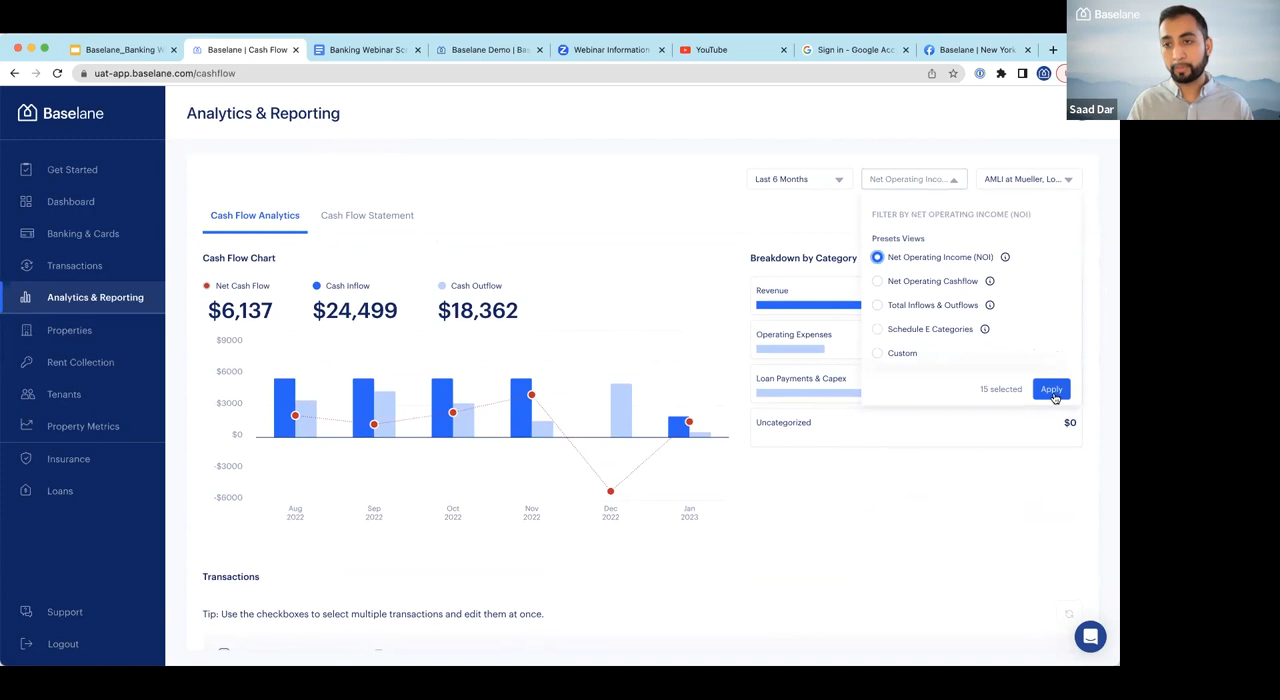 Baselane
Baselane_Banking W
Baselane | Cash Flow
Banking Webinar Sc
Baselane Demo | Ba
Webinar Information
YouTube
Sign in - Google Acc
Baselane | New York
uat-app.baselane.com/cashflow
Saad Dar
Baselane
Get Started
Dashboard
Banking & Cards
Transactions
Analytics & Reporting
Properties
Rent Collection
Tenants
Property Metrics
Insurance
Loans
Support
Logout
Analytics & Reporting
Last 6 Months
Net Operating Inco...
AMLI at Mueller, Lo...
Cash Flow Analytics
Cash Flow Statement
Cash Flow Chart
Net Cash Flow
Cash Inflow
Cash Outflow
$6,137
$24,499
$18,362
$9000
$6000
$3000
$0
-$3000
-$6000
Aug
2022
Sep
2022
Oct
2022
Nov
2022
Dec
2022
Jan
2023
Breakdown by Category
Revenue
Operating Expenses
Loan Payments & Capex
Uncategorized
$0
FILTER BY NET OPERATING INCOME (NOI)
Presets Views
Net Operating Income (NOI)
Net Operating Cashflow
Total Inflows & Outflows
Schedule E Categories
Custom
15 selected
Apply
Transactions
Tip: Use the checkboxes to select multiple transactions and edit them at once.